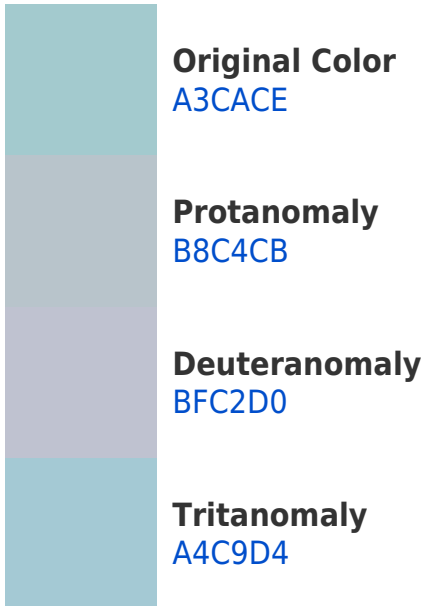 Original Color
A3CACE
Protanomaly
B8C4CB
Deuteranomaly
BFC2D0
Tritanomaly
A4C9D4